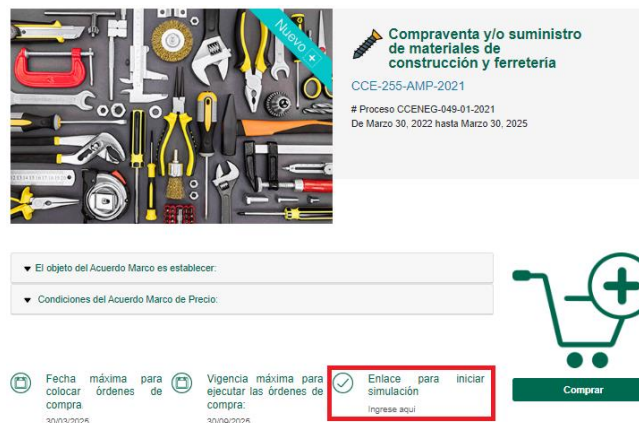 Nuevo +
Compraventa y/o suministro
de materiales de
construcción y ferretería
CCE-255-AMP-2021
# Proceso CCENEG-049-01-2021
De Marzo 30, 2022 hasta Marzo 30, 2025
El objeto del Acuerdo Marco es establecer:
Condiciones del Acuerdo Marco de Precio:
Fecha máxima para
colocar órdenes de
compra
30/03/2025
Vigencia máxima para
ejecutar las órdenes de
compra:
30/09/2025
Enlace para iniciar
simulación
Ingrese aquí
Comprar